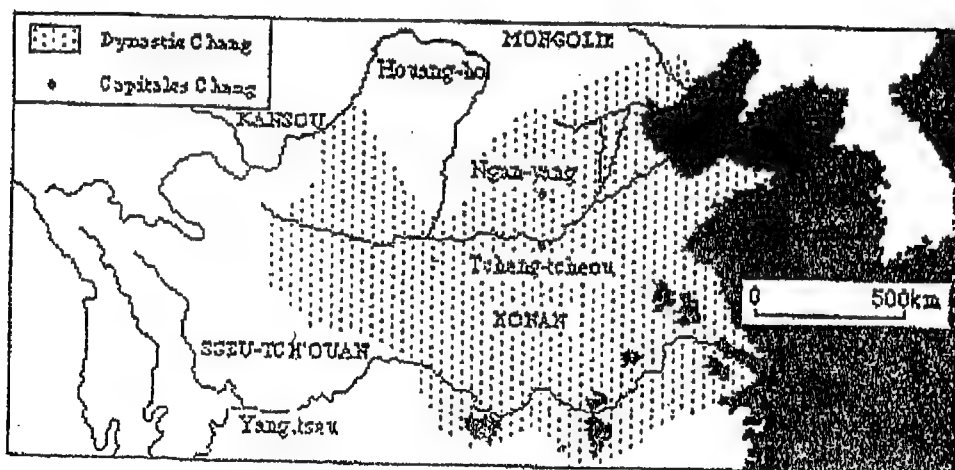 Dynastie Chang
Capitales Chang
MONGOLIE
Houang-ho
KANSOU
Ngan-yang
Tcheng-tcheou
0 500km
HONAN
SSEU-TCH'OUAN
Yang.tseu